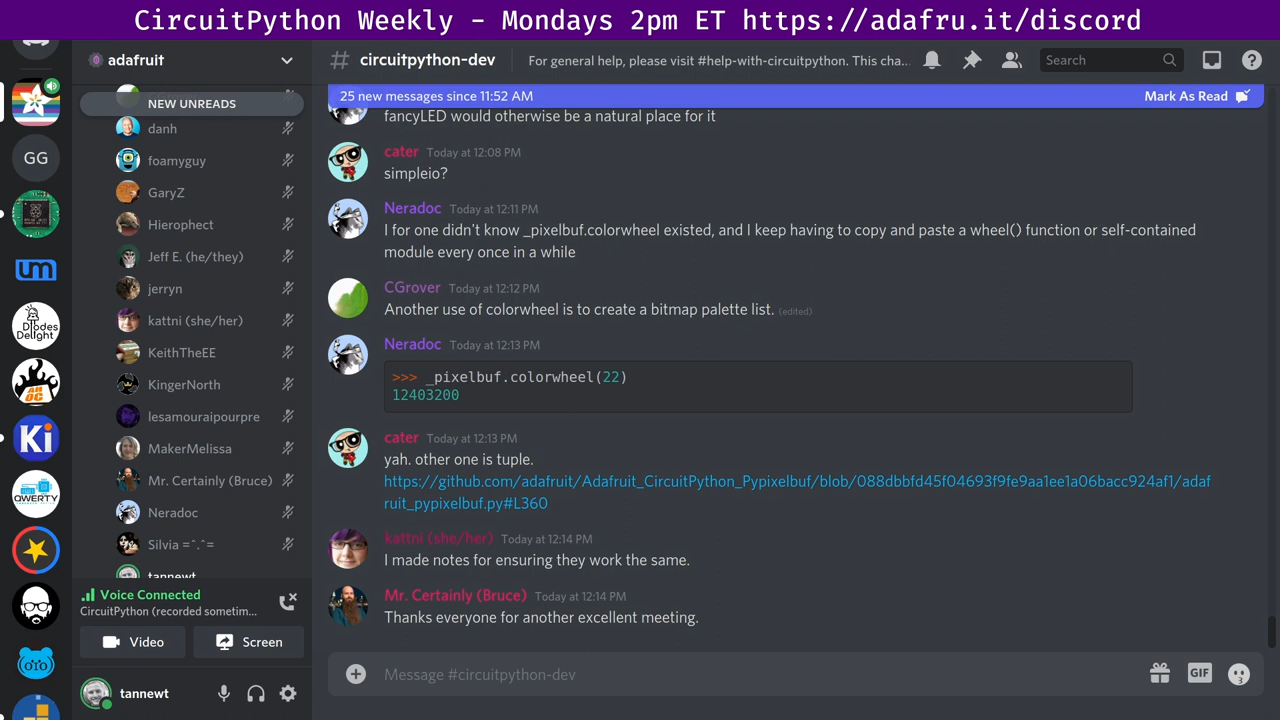 CircuitPython Weekly - Mondays 2pm ET https://adafru.it/discord
adafruit
NEW UNREADS
danh
foamyguy
GaryZ
Hierophect
Jeff E. (he/they)
jerryn
kattni (she/her)
KeithTheEE
KingerNorth
lesamouraipourpre
MakerMelissa
Mr. Certainly (Bruce)
Neradoc
Silvia =^.^=
tannewt
Voice Connected
CircuitPython (recorded sometim...
Video
Screen
tannewt
GG
um
Diodes Delight
AHOC
Ki
QWERTY
# circuitpython-dev
For general help, please visit #help-with-circuitpython. This cha...
Search
25 new messages since 11:52 AM
Mark As Read
fancyLED would otherwise be a natural place for it
cater Today at 12:08 PM
simpleio?
Neradoc Today at 12:11 PM
I for one didn't know _pixelbuf.colorwheel existed, and I keep having to copy and paste a wheel() function or self-contained
module every once in a while
CGrover Today at 12:12 PM
Another use of colorwheel is to create a bitmap palette list. (edited)
Neradoc Today at 12:13 PM
>>> _pixelbuf.colorwheel(22)
12403200
cater Today at 12:13 PM
yah. other one is tuple.
https://github.com/adafruit/Adafruit_CircuitPython_Pypixelbuf/blob/088dbbfd45f04693f9fe9aa1ee1a06bacc924af1/adaf
ruit_pypixelbuf.py#L360
kattni (she/her) Today at 12:14 PM
I made notes for ensuring they work the same.
Mr. Certainly (Bruce) Today at 12:14 PM
Thanks everyone for another excellent meeting.
Message #circuitpython-dev
GIF